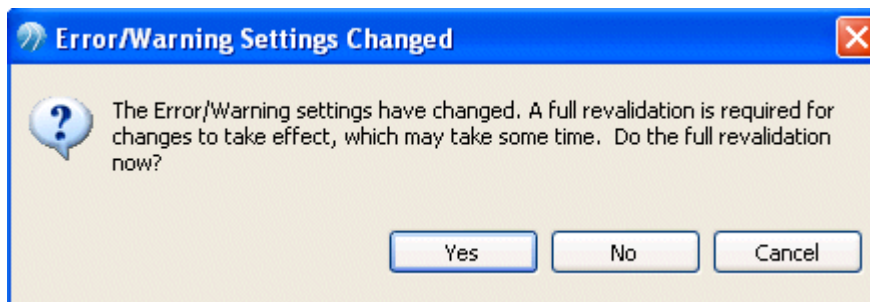 Error/Warning Settings Changed
The Error/Warning settings have changed. A full revalidation is required for
changes to take effect, which may take some time.  Do the full revalidation
now?
Yes
No
Cancel